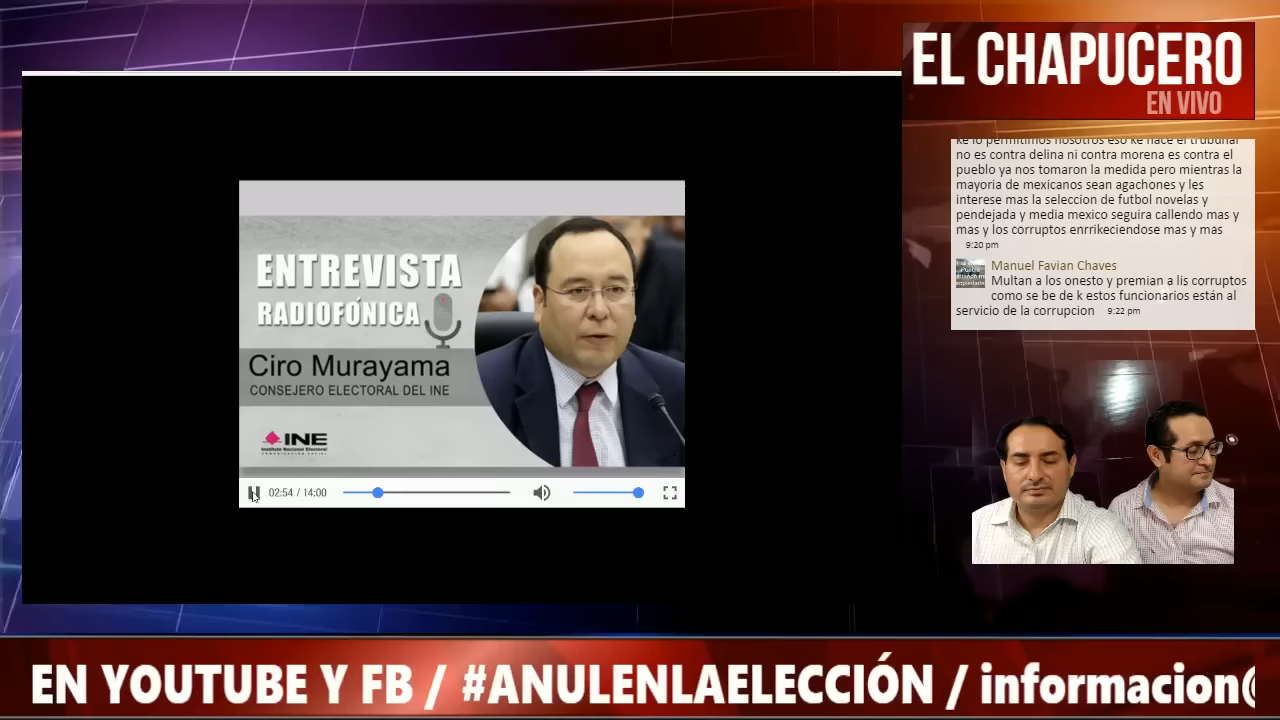 EL CHAPUCERO
EN VIVO
ke lo permitimos nosotros eso ke hace el trubunal
no es contra delina ni contra morena es contra el
pueblo ya nos tomaron la medida pero mientras la
mayoria de mexicanos sean agachones y les
interese mas la seleccion de futbol novelas y
pendejada y media mexico seguira callendo mas y
mas y los corruptos enrrikeciendose mas y mas
9:20 pm
Manuel Favian Chaves
Multan a los onesto y premian a lis corruptos
como se be de k estos funcionarios están al
servicio de la corrupcion 9:22 pm
ENTREVISTA
RADIOFÓNICA
Ciro Murayama
CONSEJERO ELECTORAL DEL INE
INE
Instituto Nacional Electoral
02:54 / 14:00
EN YOUTUBE Y FB / #ANULENLAELECCIÓN / informacion@